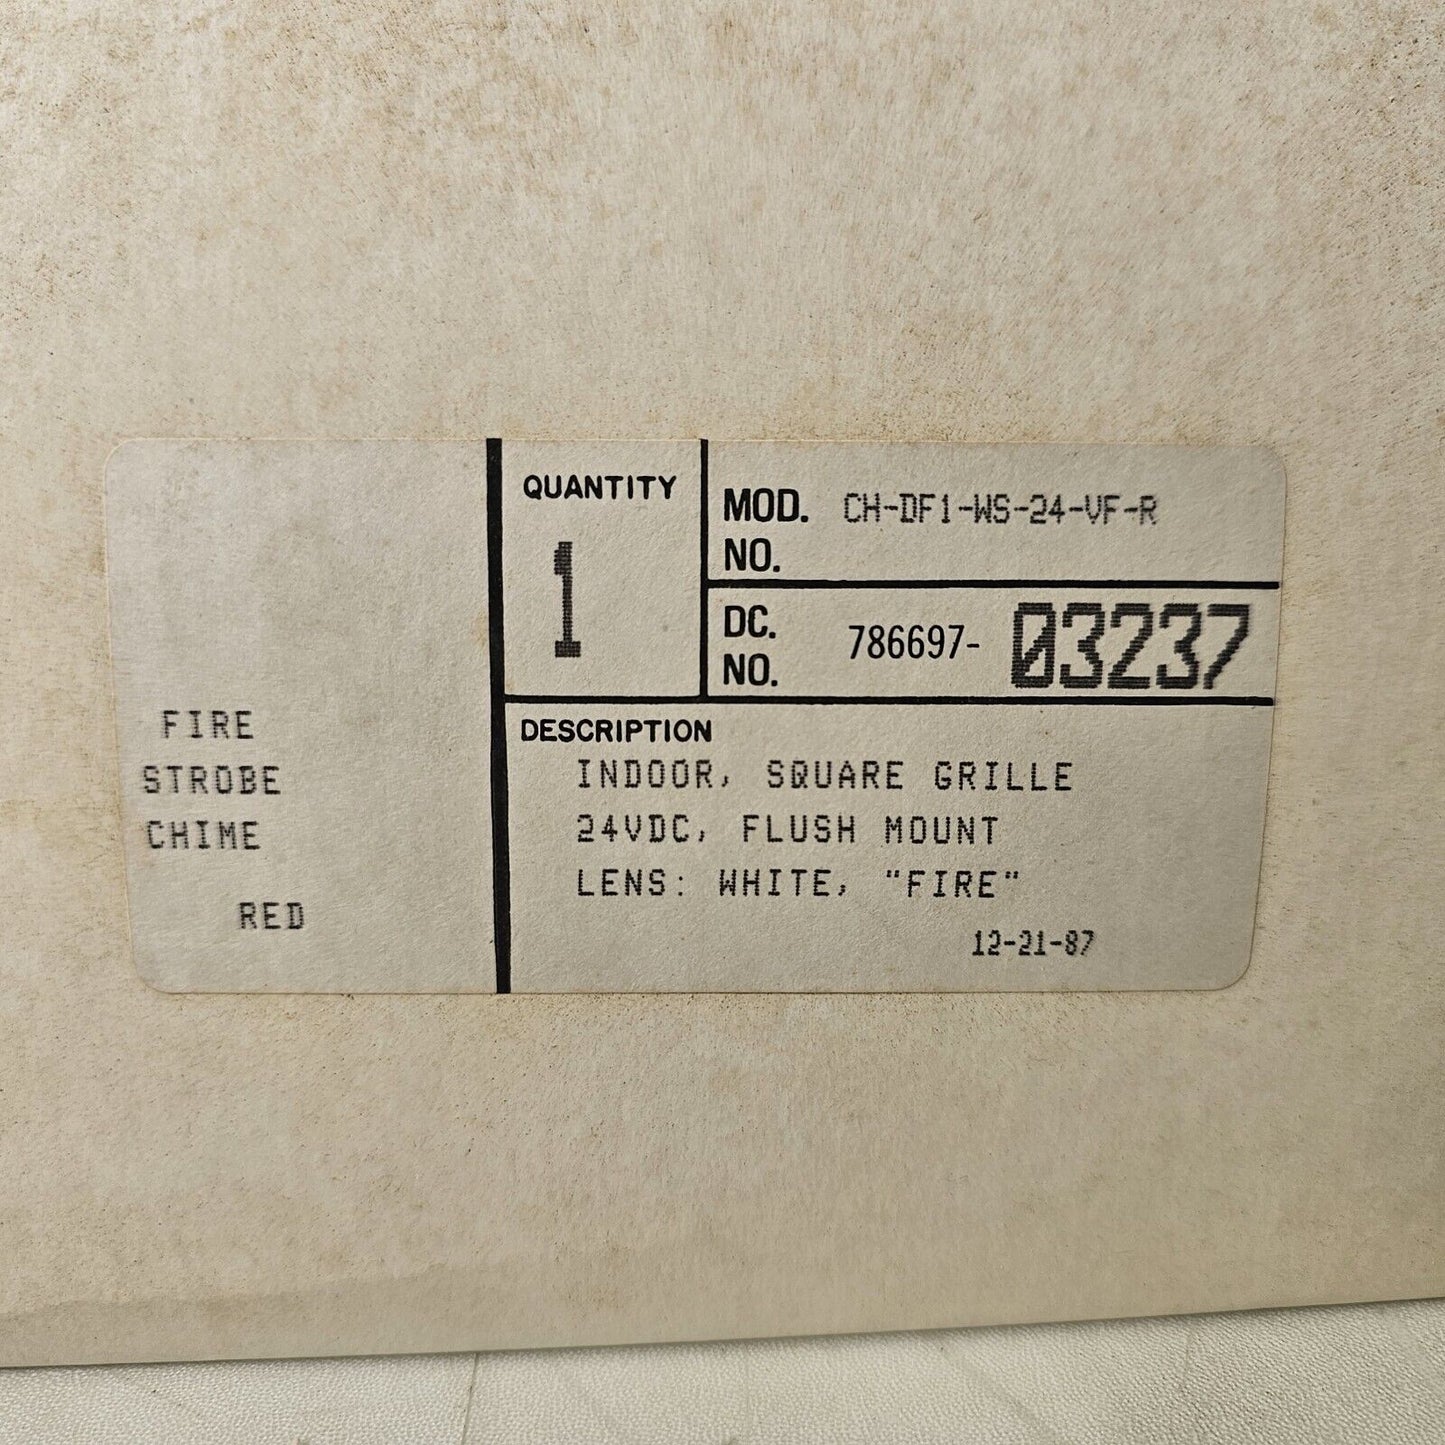 FIRE
STROBE
CHIME
RED
QUANTITY
1
MOD. NO. CH-DF1-WS-24-VF-R
DC. NO. 786697-03237
DESCRIPTION
INDOOR, SQUARE GRILLE
24VDC, FLUSH MOUNT
LENS: WHITE, "FIRE"
12-21-87